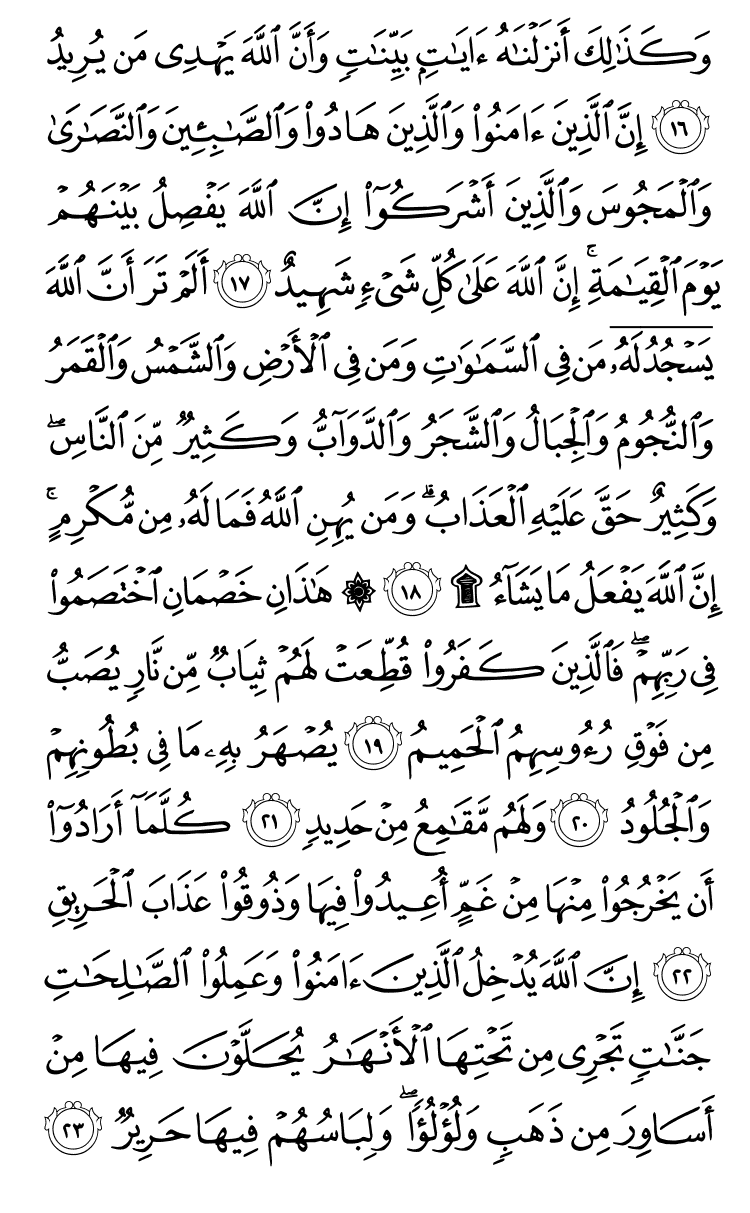 وَكَذَٰلِكَ أَنزَلْنَٰهُ ءَايَٰتٍۭ بَيِّنَٰتٍ وَأَنَّ ٱللَّهَ يَهْدِى مَن يُرِيدُ
١٦ إِنَّ ٱلَّذِينَ ءَامَنُوا۟ وَٱلَّذِينَ هَادُوا۟ وَٱلصَّٰبِـِٔينَ وَٱلنَّصَٰرَىٰ
وَٱلْمَجُوسَ وَٱلَّذِينَ أَشْرَكُوٓا۟ إِنَّ ٱللَّهَ يَفْصِلُ بَيْنَهُمْ
يَوْمَ ٱلْقِيَٰمَةِ ۚ إِنَّ ٱللَّهَ عَلَىٰ كُلِّ شَىْءٍ شَهِيدٌ ١٧ أَلَمْ تَرَ أَنَّ ٱللَّهَ
يَسْجُدُ لَهُۥ مَن فِى ٱلسَّمَٰوَٰتِ وَمَن فِى ٱلْأَرْضِ وَٱلشَّمْسُ وَٱلْقَمَرُ
وَٱلنُّجُومُ وَٱلْجِبَالُ وَٱلشَّجَرُ وَٱلدَّوَآبُّ وَكَثِيرٌ مِّنَ ٱلنَّاسِ ۖ
وَكَثِيرٌ حَقَّ عَلَيْهِ ٱلْعَذَابُ ۗ وَمَن يُهِنِ ٱللَّهُ فَمَا لَهُۥ مِن مُّكْرِمٍ ۚ
إِنَّ ٱللَّهَ يَفْعَلُ مَا يَشَآءُ ۩ ١٨ ۞ هَٰذَانِ خَصْمَانِ ٱخْتَصَمُوا۟
فِى رَبِّهِمْ ۖ فَٱلَّذِينَ كَفَرُوا۟ قُطِّعَتْ لَهُمْ ثِيَابٌ مِّن نَّارٍ يُصَبُّ
مِن فَوْقِ رُءُوسِهِمُ ٱلْحَمِيمُ ١٩ يُصْهَرُ بِهِۦ مَا فِى بُطُونِهِمْ
وَٱلْجُلُودُ ٢٠ وَلَهُم مَّقَٰمِعُ مِنْ حَدِيدٍ ٢١ كُلَّمَآ أَرَادُوٓا۟
أَن يَخْرُجُوا۟ مِنْهَا مِنْ غَمٍّ أُعِيدُوا۟ فِيهَا وَذُوقُوا۟ عَذَابَ ٱلْحَرِيقِ
٢٢ إِنَّ ٱللَّهَ يُدْخِلُ ٱلَّذِينَ ءَامَنُوا۟ وَعَمِلُوا۟ ٱلصَّٰلِحَٰتِ
جَنَّٰتٍ تَجْرِى مِن تَحْتِهَا ٱلْأَنْهَٰرُ يُحَلَّوْنَ فِيهَا مِنْ
أَسَاوِرَ مِن ذَهَبٍ وَلُؤْلُؤًا ۖ وَلِبَاسُهُمْ فِيهَا حَرِيرٌ ٢٣